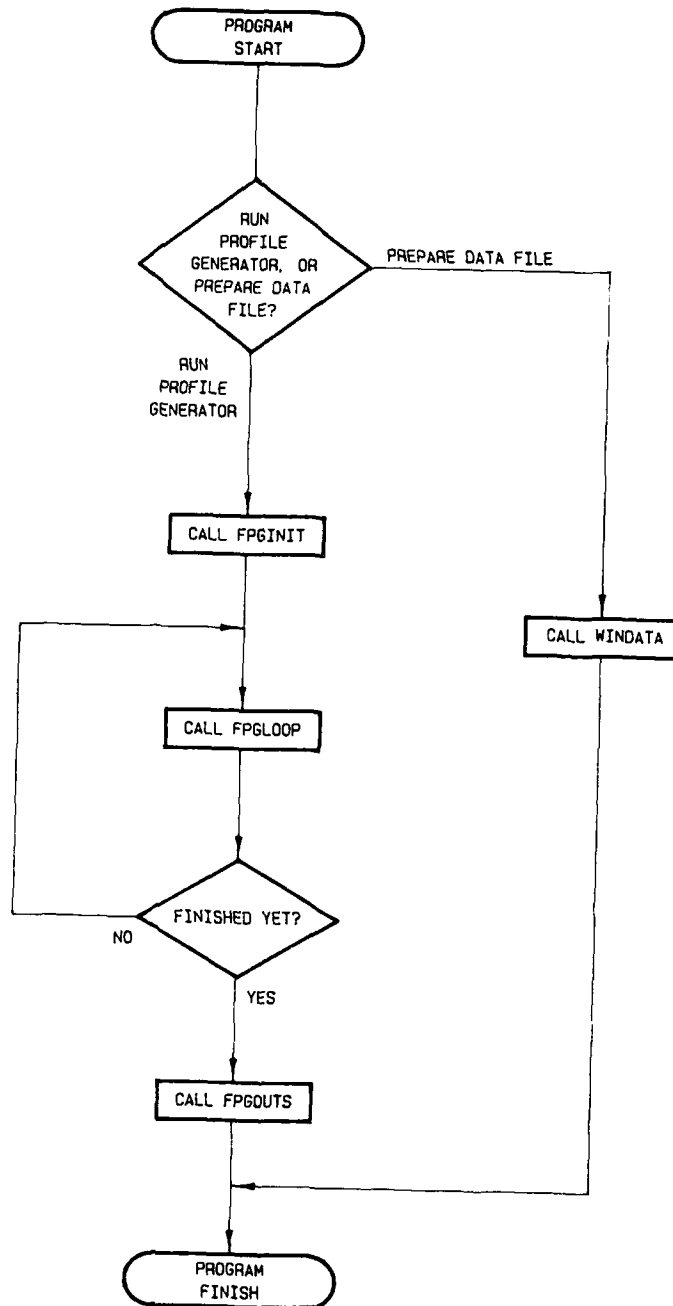 PROGRAM
START
RUN
PROFILE
GENERATOR, OR
PREPARE DATA
FILE?
PREPARE DATA FILE
RUN
PROFILE
GENERATOR
CALL FPGINIT
CALL WINDATA
CALL FPGLOOP
FINISHED YET?
NO
YES
CALL FPGOUTS
PROGRAM
FINISH